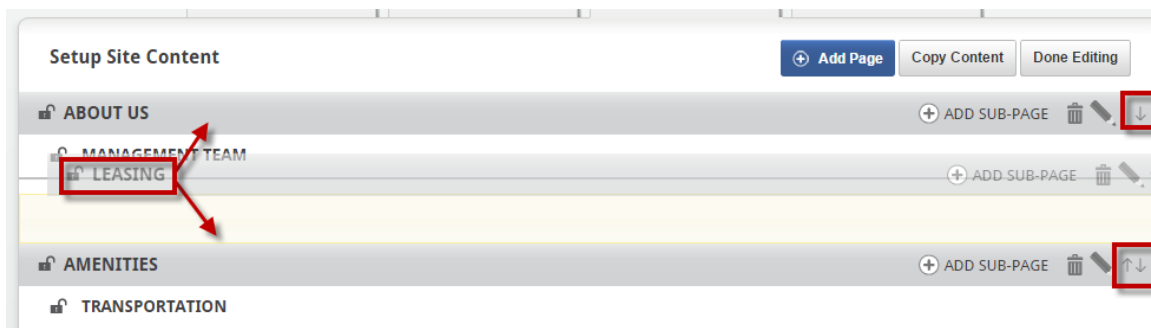 Setup Site Content Add Page Copy Content Done Editing
ABOUT US ADD SUB-PAGE
MANAGEMENT TEAM
LEASING ADD SUB-PAGE
AMENITIES ADD SUB-PAGE
TRANSPORTATION